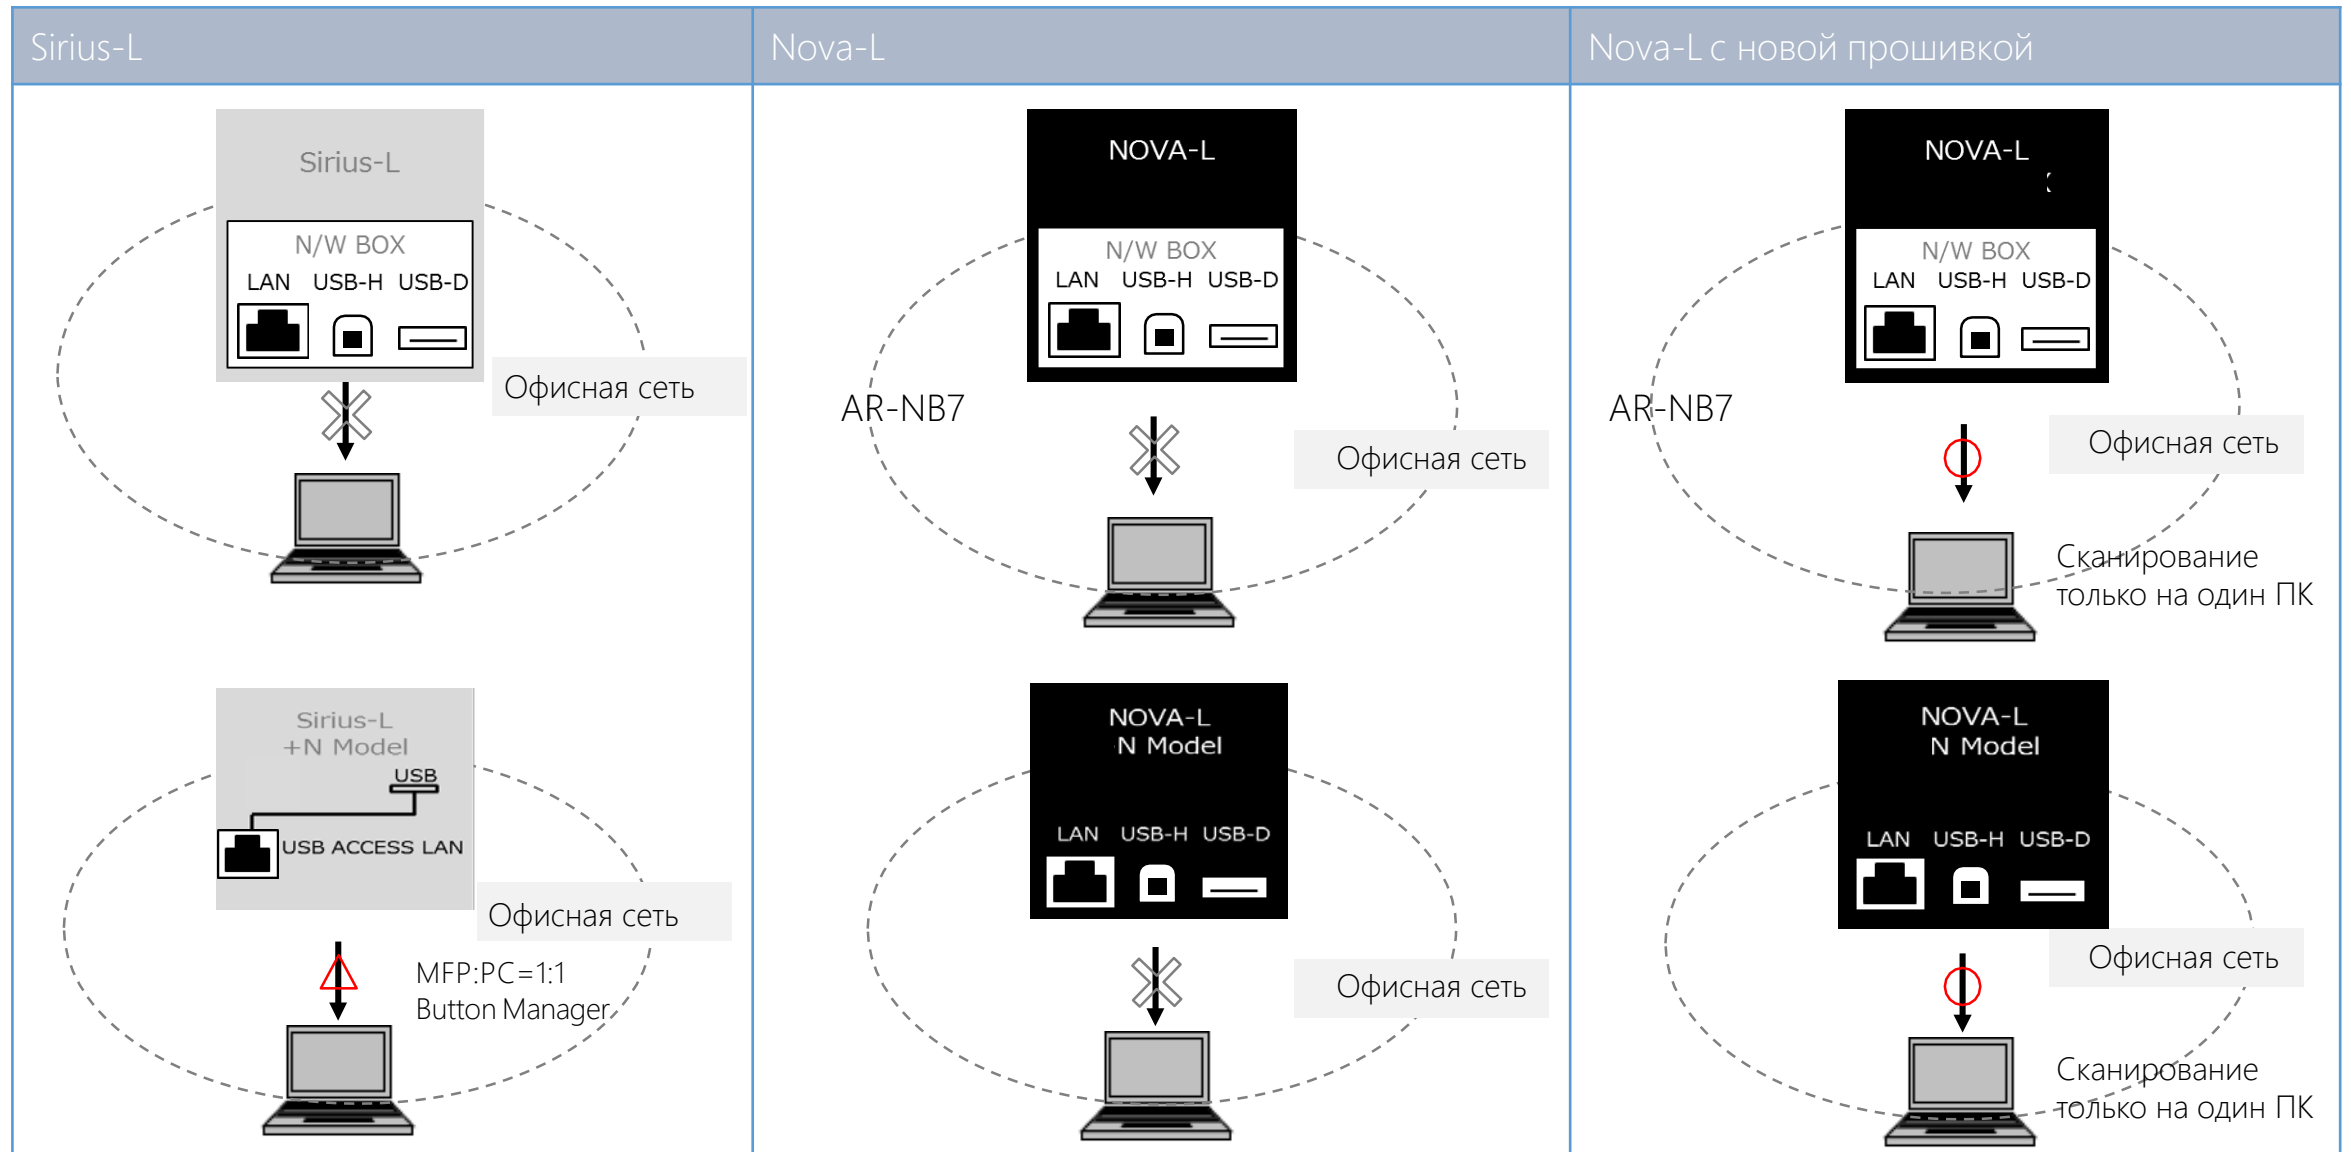 Sirius-L
Nova-L
Nova-L с новой прошивкой
Sirius-L
N/W BOX
LAN USB-H USB-D
Офисная сеть
NOVA-L
N/W BOX
LAN USB-H USB-D
AR-NB7
Офисная сеть
NOVA-L
N/W BOX
LAN USB-H USB-D
AR-NB7
Офисная сеть
Сканирование
только на один ПК
Sirius-L
+N Model
USB
USB ACCESS LAN
Офисная сеть
MFP:PC=1:1
Button Manager
NOVA-L
N Model
LAN USB-H USB-D
Офисная сеть
NOVA-L
N Model
LAN USB-H USB-D
Офисная сеть
Сканирование
только на один ПК